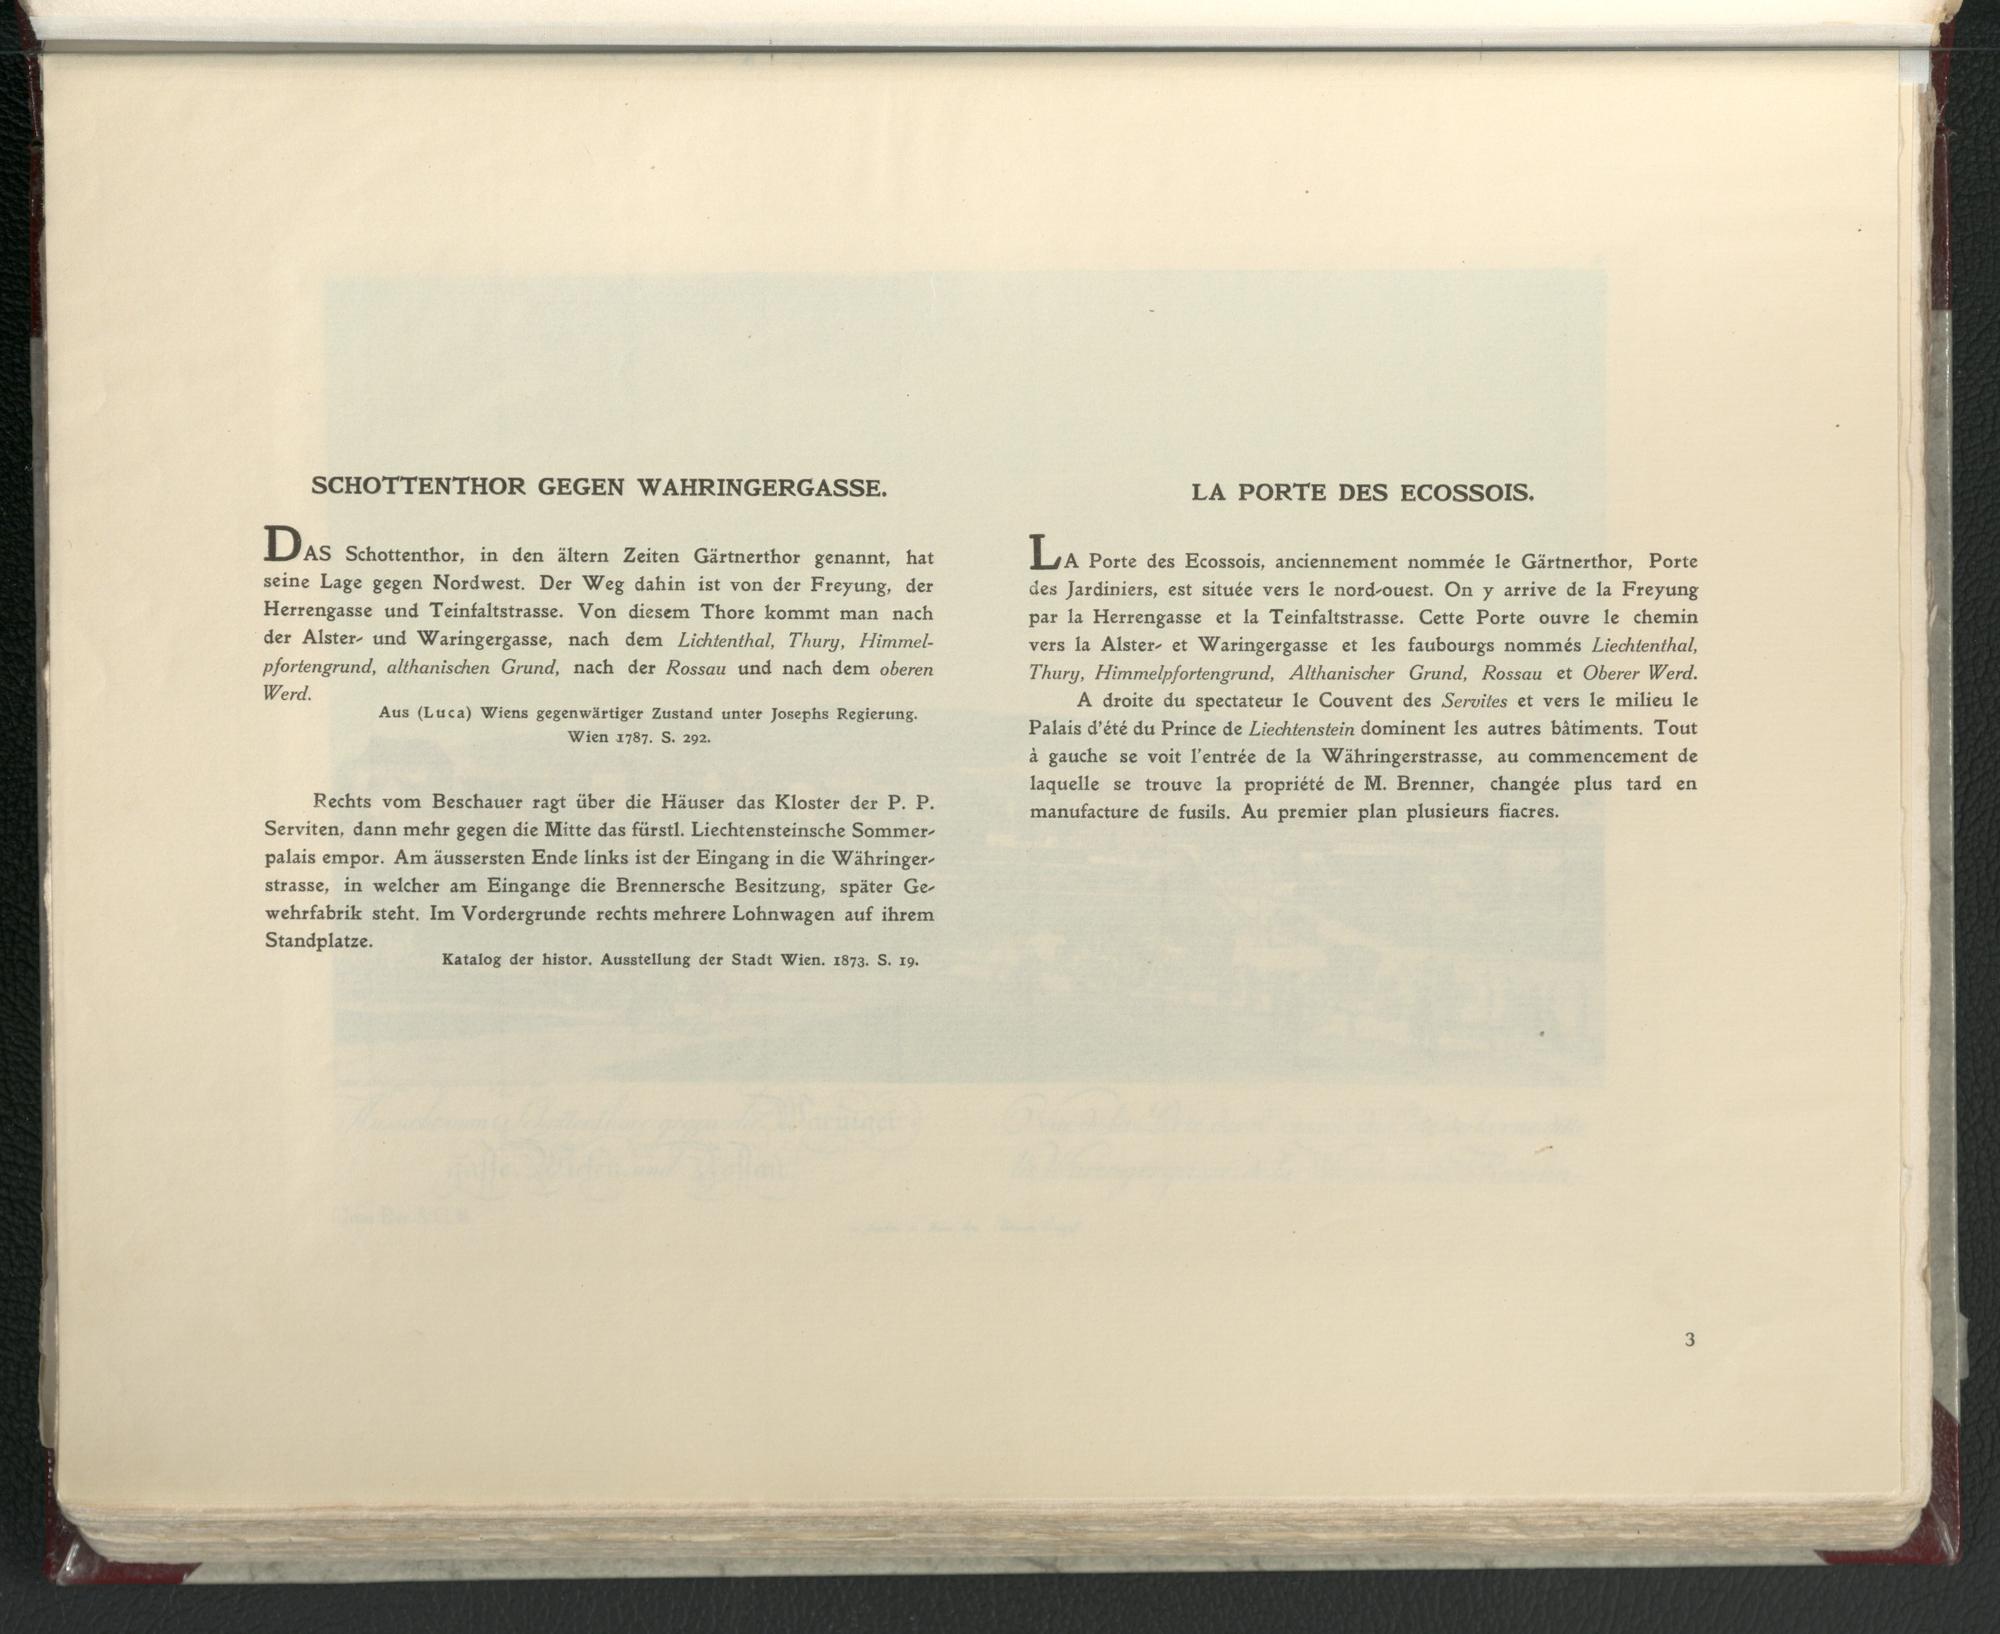 SCHOTTENTHOR GEGEN WAHRINGERGASSE.
DAS Schottenthor, in den ältern Zeiten Gärtnerthor genannt, hat
seine Lage gegen Nordwest. Der Weg dahin ist von der Freyung, der
Herrengasse und Teinfaltstrasse. Von diesem Thore kommt man nach
der Alster- und Waringergasse, nach dem Lichtenthal, Thury, Himmel-
pfortengrund, althanischen Grund, nach der Rossau und nach dem oberen
Werd.
Aus (Luca) Wiens gegenwärtiger Zustand unter Josephs Regierung.
Wien 1787. S. 292.
Rechts vom Beschauer ragt über die Häuser das Kloster der P. P.
Serviten, dann mehr gegen die Mitte das fürstl. Liechtensteinsche Sommer-
palais empor. Am äussersten Ende links ist der Eingang in die Währinger-
strasse, in welcher am Eingange die Brennersche Besitzung, später Ge-
wehrfabrik steht. Im Vordergrunde rechts mehrere Lohnwagen auf ihrem
Standplatze.
Katalog der histor. Ausstellung der Stadt Wien. 1873. S. 19.
LA PORTE DES ECOSSOIS.
LA Porte des Ecossois, anciennement nommée le Gärtnerthor, Porte
des Jardiniers, est située vers le nord-ouest. On y arrive de la Freyung
par la Herrengasse et la Teinfaltstrasse. Cette Porte ouvre le chemin
vers la Alster- et Waringergasse et les faubourgs nommés Liechtenthal,
Thury, Himmelpfortengrund, Althanischer Grund, Rossau et Oberer Werd.
A droite du spectateur le Couvent des Servites et vers le milieu le
Palais d'été du Prince de Liechtenstein dominent les autres bâtiments. Tout
à gauche se voit l'entrée de la Währingerstrasse, au commencement de
laquelle se trouve la propriété de M. Brenner, changée plus tard en
manufacture de fusils. Au premier plan plusieurs fiacres.
3